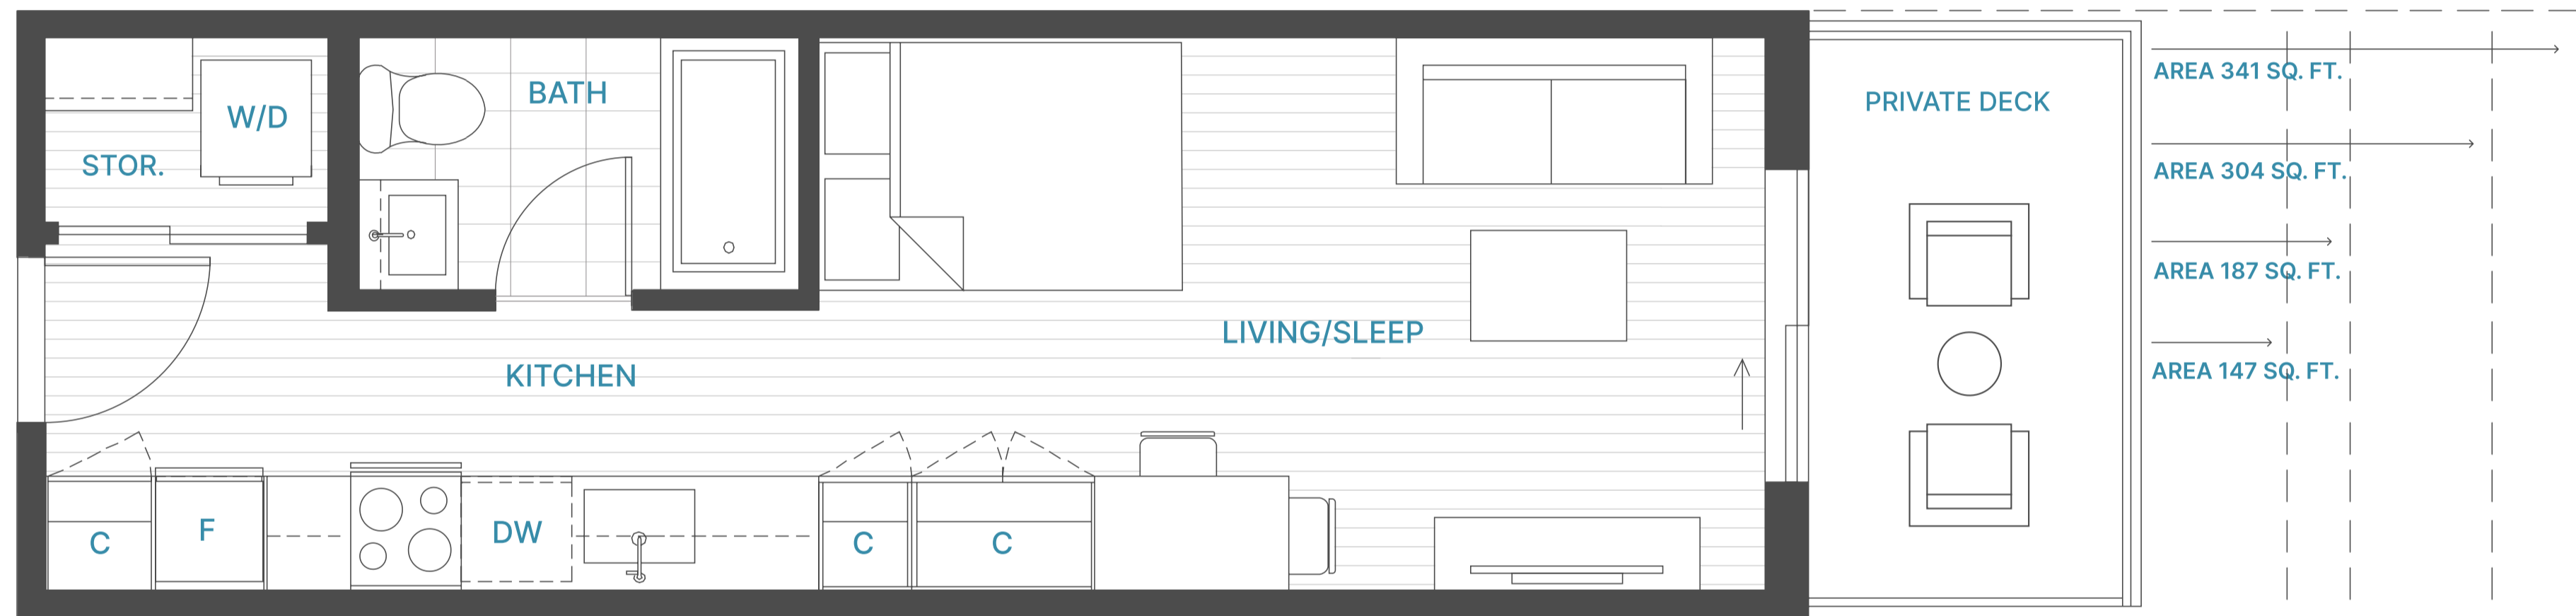 W/D
STOR.
BATH
PRIVATE DECK
AREA 341 SQ. FT.
AREA 304 SQ. FT.
AREA 187 SQ. FT.
AREA 147 SQ. FT.
LIVING/SLEEP
KITCHEN
C
F
DW
C
C